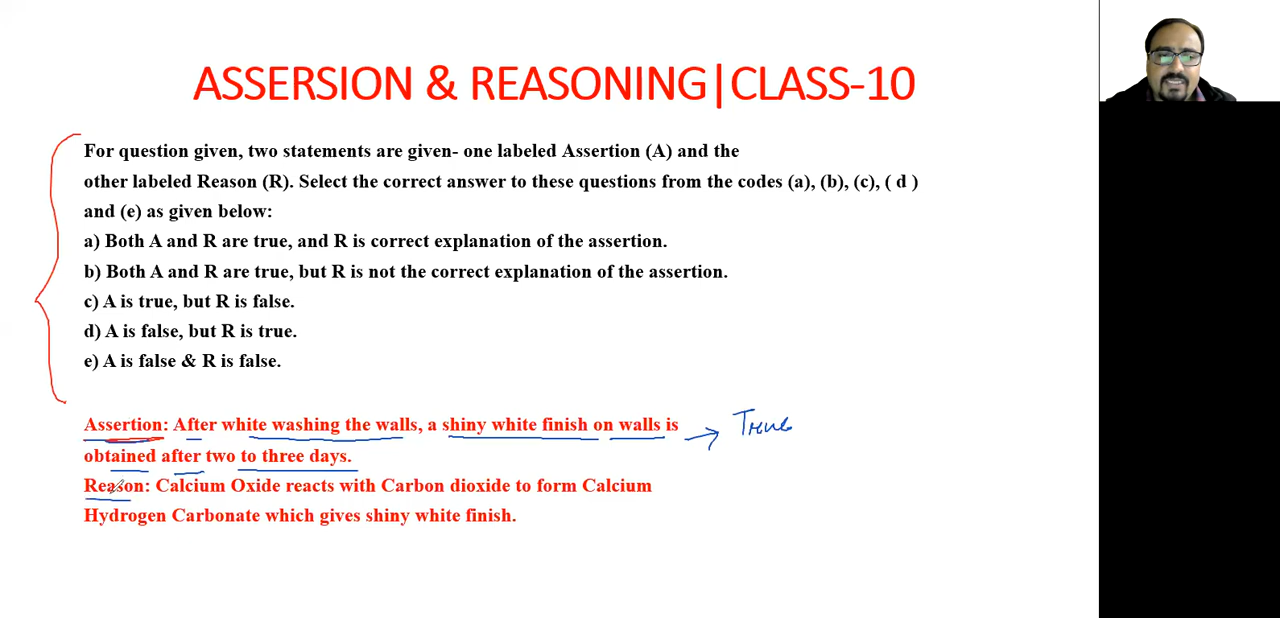 ASSERSION & REASONING|CLASS-10
For question given, two statements are given- one labeled Assertion (A) and the
other labeled Reason (R). Select the correct answer to these questions from the codes (a), (b), (c), ( d )
and (e) as given below:
a) Both A and R are true, and R is correct explanation of the assertion.
b) Both A and R are true, but R is not the correct explanation of the assertion.
c) A is true, but R is false.
d) A is false, but R is true.
e) A is false & R is false.
Assertion: After white washing the walls, a shiny white finish on walls is
True
obtained after two to three days.
Reason: Calcium Oxide reacts with Carbon dioxide to form Calcium
Hydrogen Carbonate which gives shiny white finish.